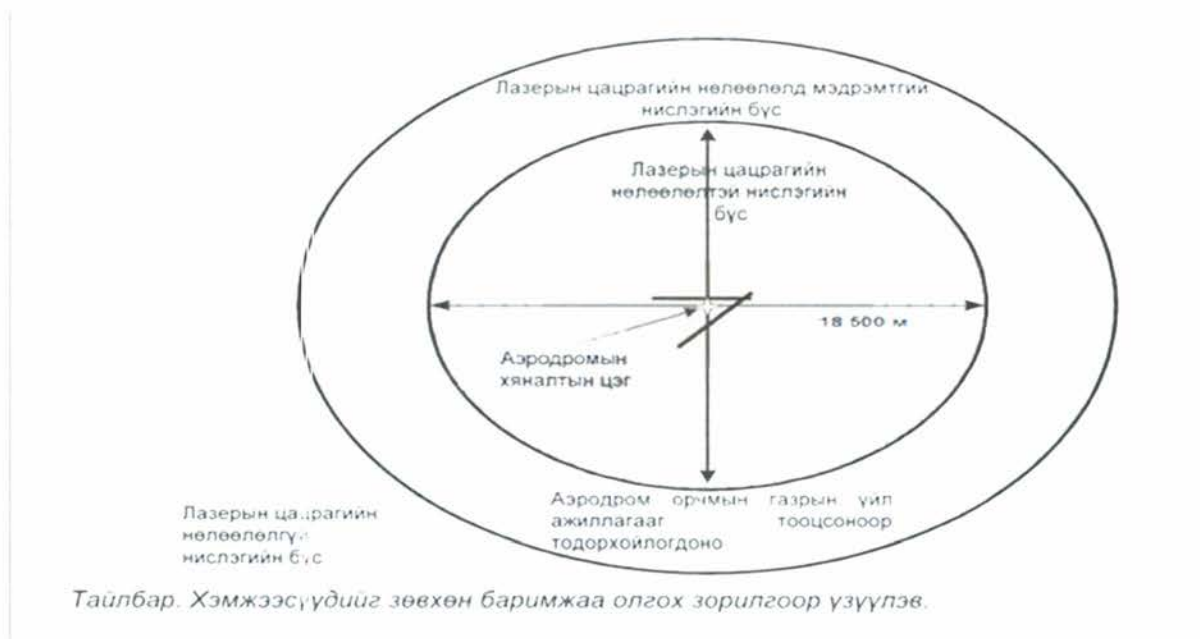 Лазерын цацрагийн нөлөөлөлд мэдрэмтгий
нислэгийн бүс
Лазерын цацрагийн
нөлөөлөлтэй нислэгийн
бүс
18 500 м
Аэродромын
хяналтын цэг
Аэродром орчмын газрын үйл
ажиллагааг тооцсоноор
тодорхойлогдоно
Лазерын цацрагийн
нөлөөлөлгүй
нислэгийн бүс
Тайлбар. Хэмжээсүүдийг зөвхөн баримжаа олгох зорилгоор үзүүлэв.